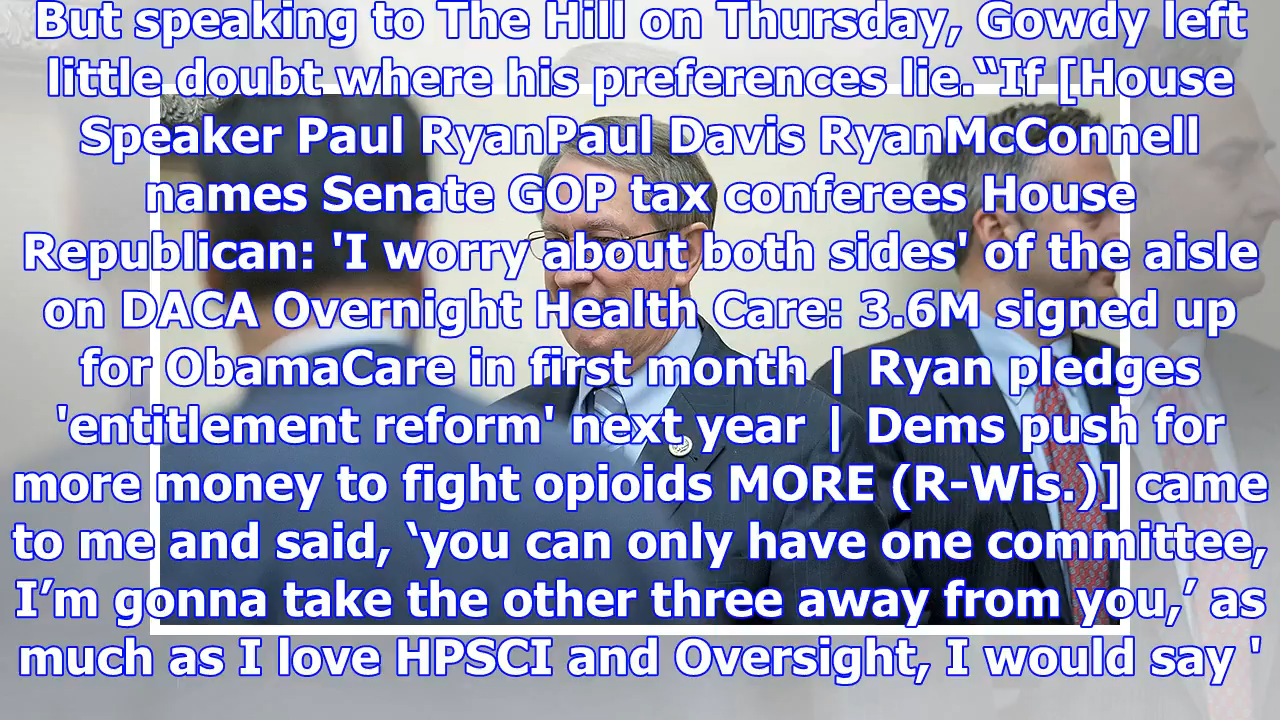 But speaking to The Hill on Thursday, Gowdy left
little doubt where his preferences lie.“If [House
Speaker Paul RyanPaul Davis RyanMcConnell
names Senate GOP tax conferees House
Republican: 'I worry about both sides' of the aisle
on DACA Overnight Health Care: 3.6M signed up
for ObamaCare in first month | Ryan pledges
'entitlement reform' next year | Dems push for
more money to fight opioids MORE (R-Wis.)] came
to me and said, ‘you can only have one committee,
I’m gonna take the other three away from you,’ as
much as I love HPSCI and Oversight, I would say '